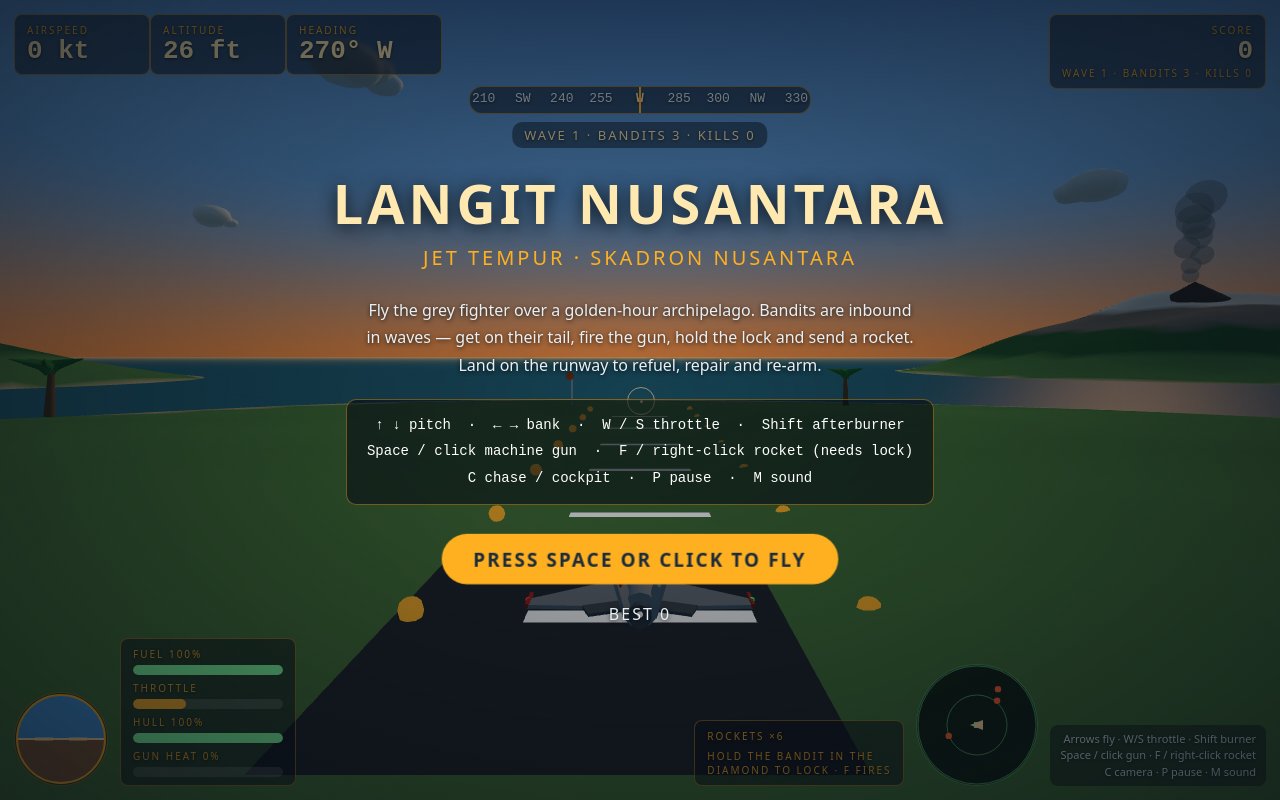 AIRSPEED
0 kt
ALTITUDE
26 ft
HEADING
270° W
SCORE
0
WAVE 1 · BANDITS 3 · KILLS 0
210 SW 240 255 W 285 300 NW 330
WAVE 1 · BANDITS 3 · KILLS 0
LANGIT NUSANTARA
JET TEMPUR · SKADRON NUSANTARA
Fly the grey fighter over a golden-hour archipelago. Bandits are inbound
in waves — get on their tail, fire the gun, hold the lock and send a rocket.
Land on the runway to refuel, repair and re-arm.
↑ ↓ pitch · ← → bank · W / S throttle · Shift afterburner
Space / click machine gun · F / right-click rocket (needs lock)
C chase / cockpit · P pause · M sound
PRESS SPACE OR CLICK TO FLY
BEST 0
FUEL 100%
THROTTLE
HULL 100%
GUN HEAT 0%
ROCKETS ×6
HOLD THE BANDIT IN THE
DIAMOND TO LOCK · F FIRES
Arrows fly · W/S throttle · Shift burner
Space / click gun · F / right-click rocket
C camera · P pause · M sound